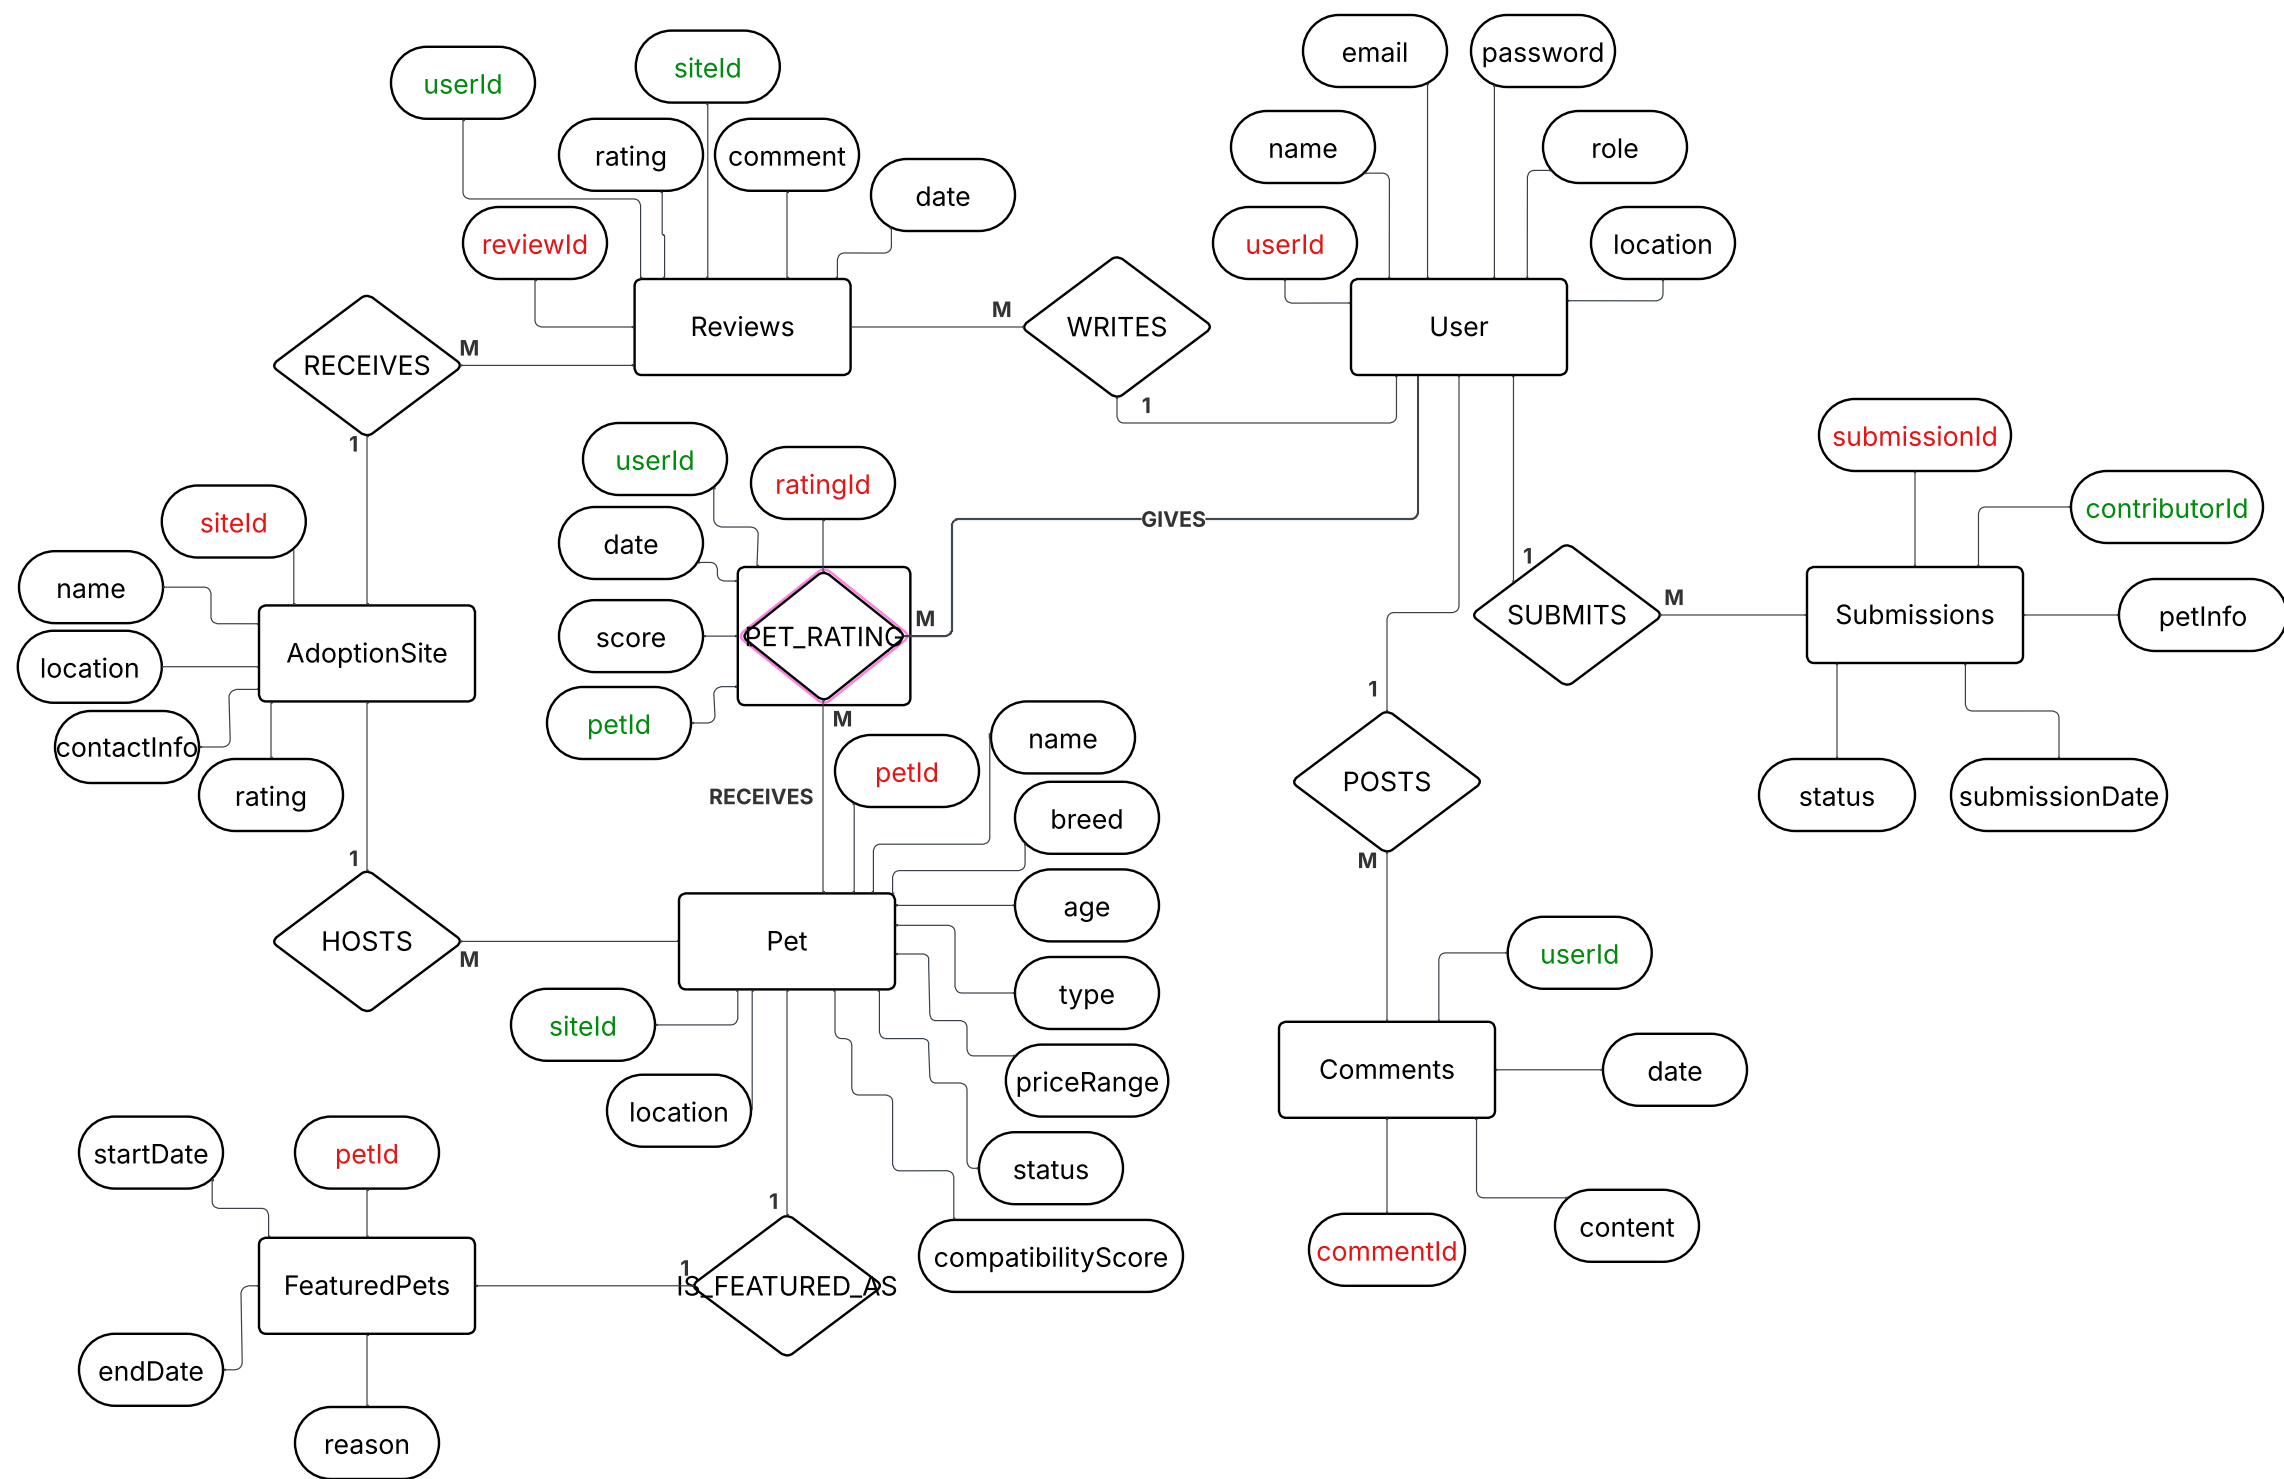 email
password
userId
siteId
name
role
rating
comment
date
reviewId
userId
location
Reviews
M
WRITES
User
RECEIVES
M
1
1
submissionId
userId
ratingId
contributorId
siteId
GIVES
date
1
name
M
SUBMITS
M
Submissions
petInfo
score
PET_RATING
AdoptionSite
location
petId
M
1
name
contactInfo
petId
POSTS
rating
RECEIVES
status
submissionDate
breed
1
M
age
HOSTS
M
Pet
userId
type
siteId
Comments
date
priceRange
location
startDate
petId
status
1
content
compatibilityScore
commentId
1
FeaturedPets
IS_FEATURED_AS
endDate
reason